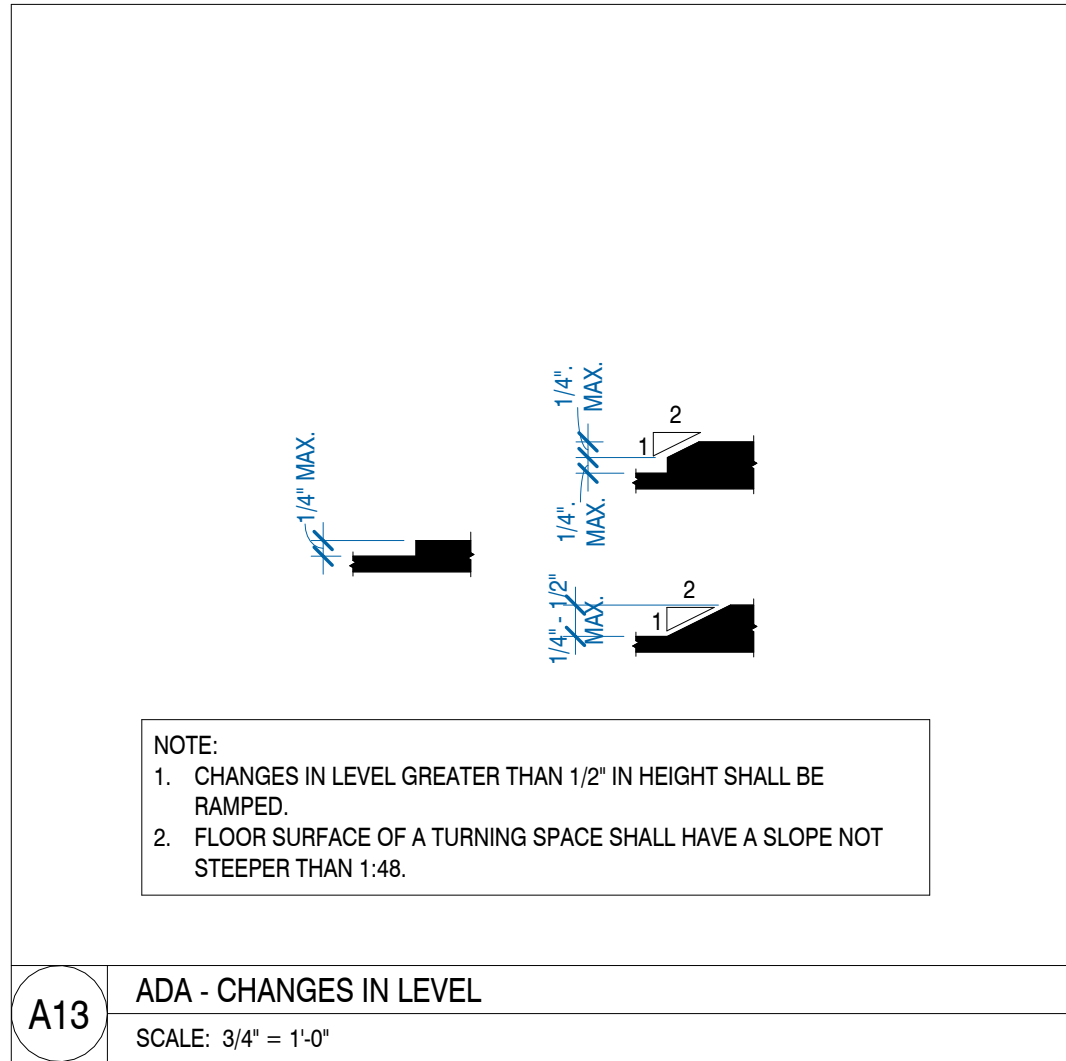 1/4" MAX.
1/4".
MAX.
1/4".
MAX.
2
1
1/4" - 1/2"
MAX.
2
1
NOTE:
1. CHANGES IN LEVEL GREATER THAN 1/2" IN HEIGHT SHALL BE
RAMPED.
2. FLOOR SURFACE OF A TURNING SPACE SHALL HAVE A SLOPE NOT
STEEPER THAN 1:48.
A13
ADA - CHANGES IN LEVEL
SCALE: 3/4" = 1'-0"